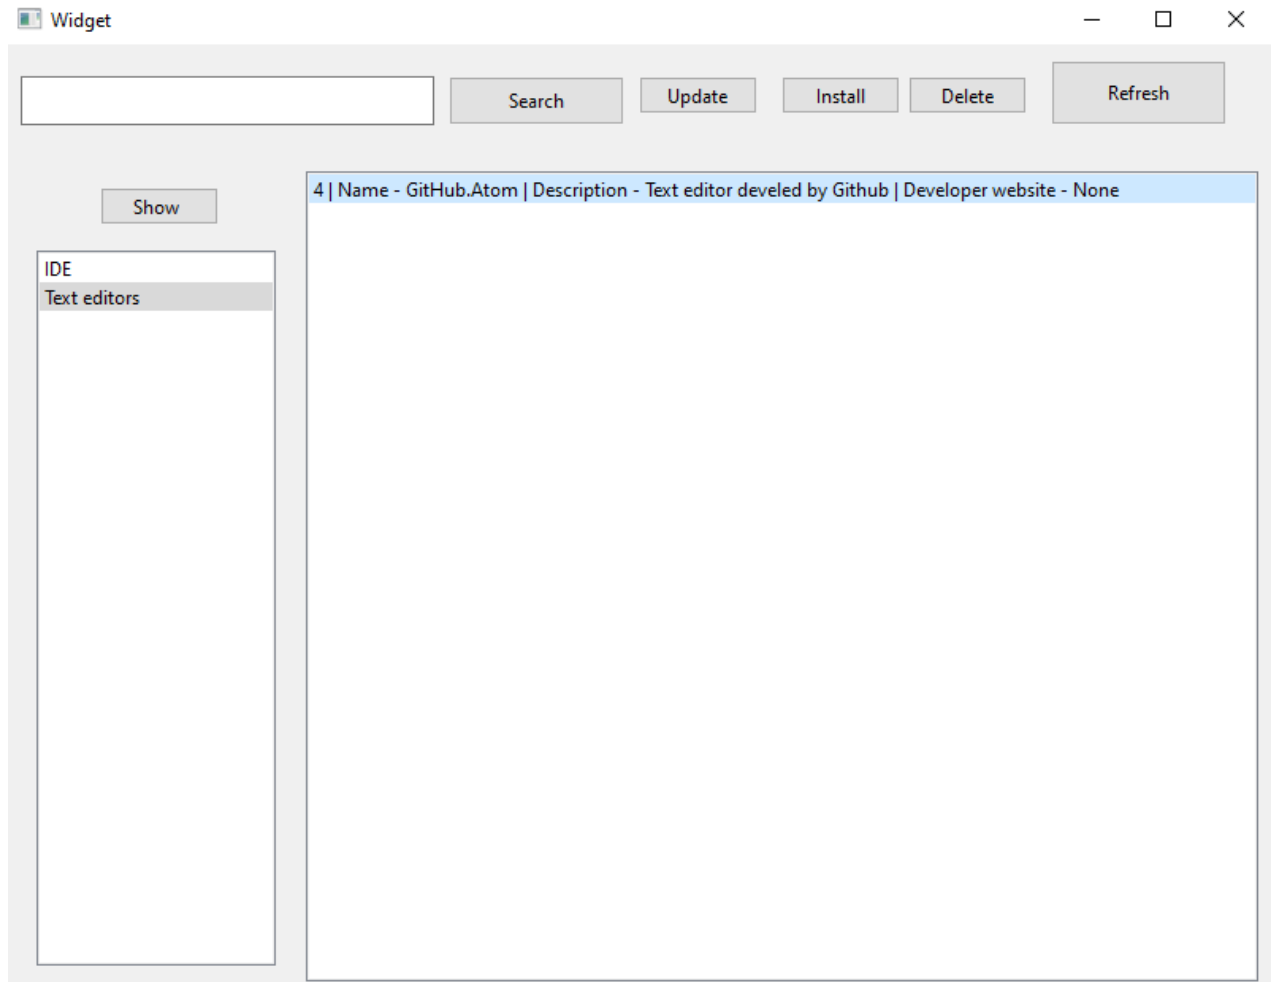 Widget
Search
Update
Install
Delete
Refresh
Show
IDE
Text editors
4 | Name - GitHub.Atom | Description - Text editor develed by Github | Developer website - None